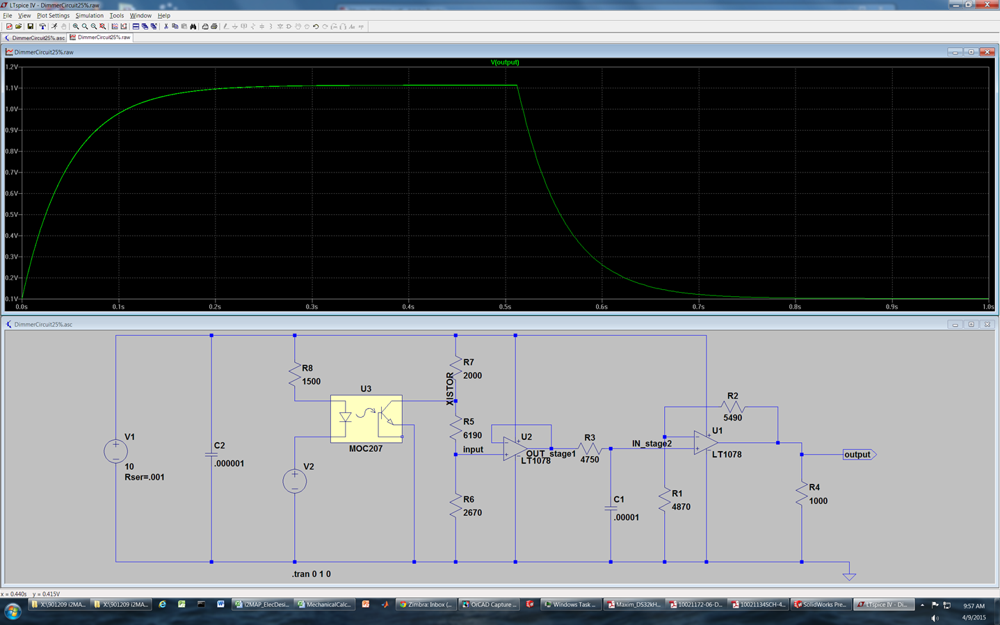 LTspice IV - DimmerCircuit25%.raw
File View Plot Settings Simulation Tools Window Help
DimmerCircuit25%.asc DimmerCircuit25%.raw
DimmerCircuit25%.raw
V(output)
1.2V
1.1V
1.0V
0.9V
0.8V
0.7V
0.6V
0.5V
0.4V
0.3V
0.2V
0.1V
0.0s 0.1s 0.2s 0.3s 0.4s 0.5s 0.6s 0.7s 0.8s 0.9s 1.0s
DimmerCircuit25%.asc
R8
1500
U3
MOC207
XISTOR
R7
2000
R5
6190
input
R6
2670
V1
10
Rser=.001
C2
.000001
V2
U2
OUT_stage1
LT1078
R3
4750
IN_stage2
C1
.00001
R2
5490
U1
LT1078
R1
4870
output
R4
1000
.tran 0 1 0
x = 0.440s y = 0.415V
X:\901209 i2MA... X:\901209 i2MA... i2MAP_ElecDesi... MechanicalCalc... Zimbra: Inbox (... OrCAD Capture ... Windows Task ... Maxim_DS32kH... 10021172-06-D... 10021134SCH-4... SolidWorks Pre... LTspice IV - Di...
9:57 AM
4/9/2015